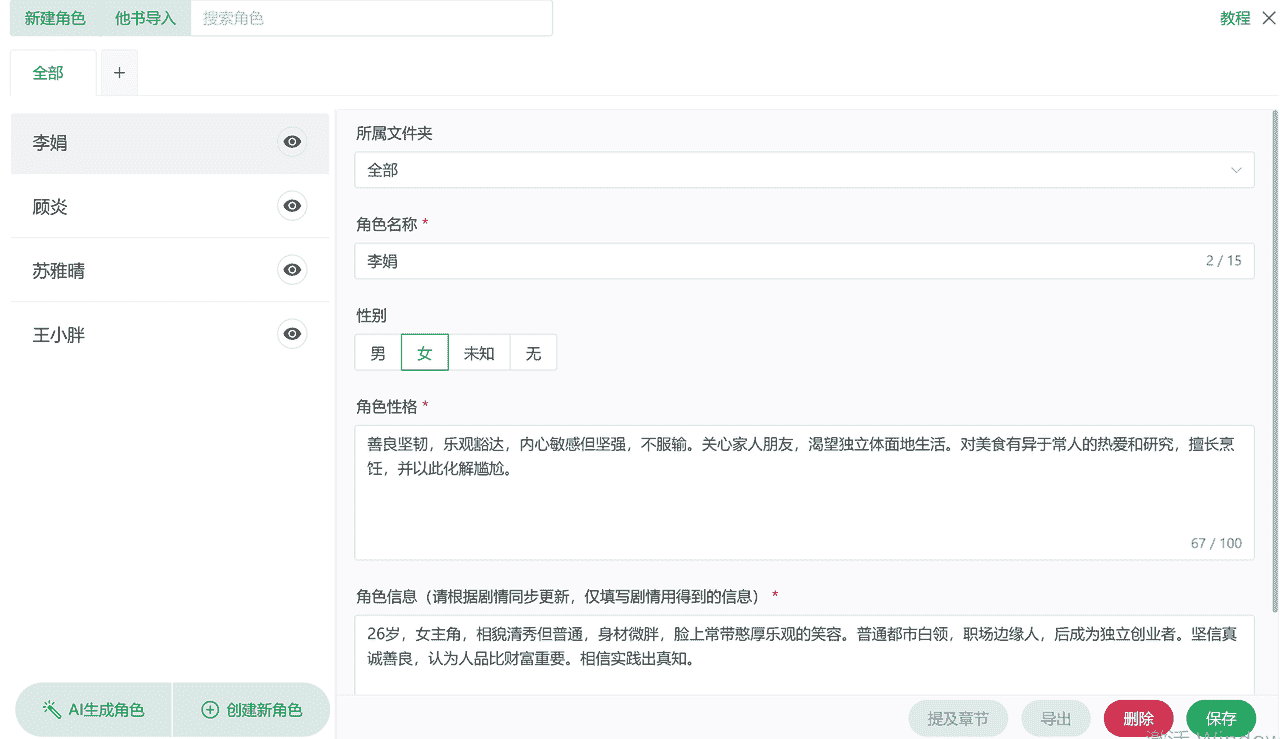 新建角色 他书导入 搜索角色 教程
全部 +
李娟
顾炎
苏雅晴
王小胖
AI生成角色 创建新角色
所属文件夹
全部
角色名称 *
李娟 2 / 15
性别
男 女 未知 无
角色性格 *
善良坚韧，乐观豁达，内心敏感但坚强，不服输。关心家人朋友，渴望独立体面地生活。对美食有异于常人的热爱和研究，擅长烹
饪，并以此化解尴尬。
67 / 100
角色信息（请根据剧情同步更新，仅填写剧情用得到的信息） *
26岁，女主角，相貌清秀但普通，身材微胖，脸上常带憨厚乐观的笑容。普通都市白领，职场边缘人，后成为独立创业者。坚信真
诚善良，认为人品比财富重要。相信实践出真知。
提及章节 导出 删除 保存